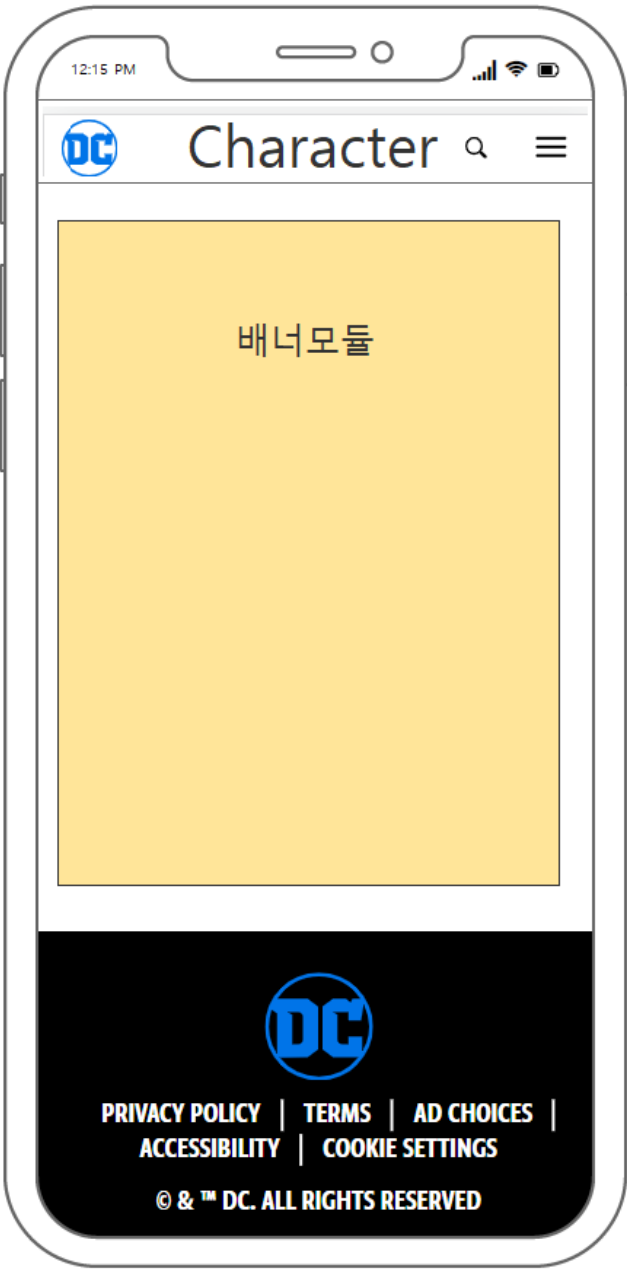 12:15 PM
DC Character
배너모듈
DC
PRIVACY POLICY | TERMS | AD CHOICES |
ACCESSIBILITY | COOKIE SETTINGS
© & ™ DC. ALL RIGHTS RESERVED